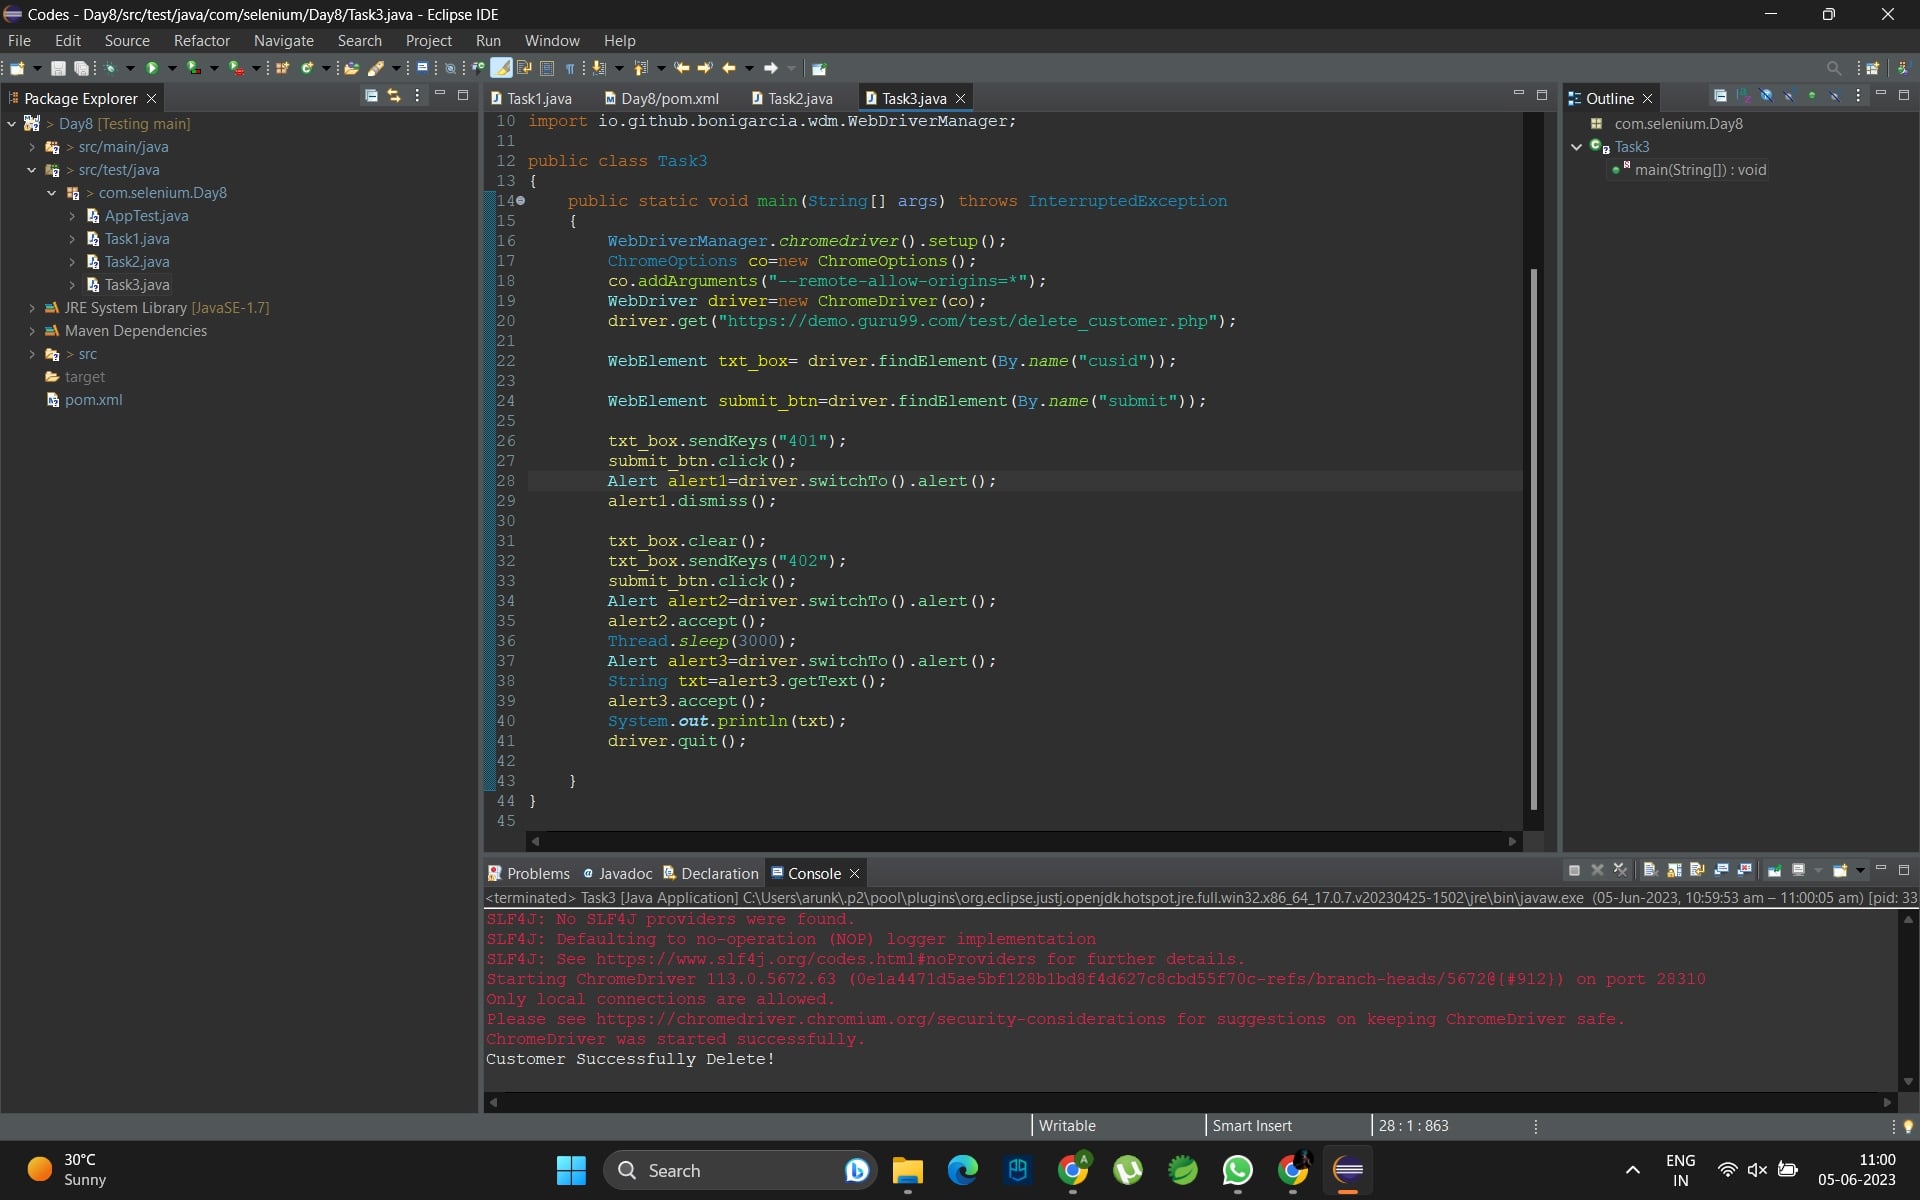 Codes - Day8/src/test/java/com/selenium/Day8/Task3.java - Eclipse IDE
File Edit Source Refactor Navigate Search Project Run Window Help
Package Explorer
> Day8 [Testing main]
> src/main/java
> src/test/java
> com.selenium.Day8
AppTest.java
Task1.java
Task2.java
Task3.java
JRE System Library [JavaSE-1.7]
Maven Dependencies
> src
target
pom.xml
Task1.java Day8/pom.xml Task2.java Task3.java
10 import io.github.bonigarcia.wdm.WebDriverManager;
11
12 public class Task3
13 {
14 public static void main(String[] args) throws InterruptedException
15 {
16 WebDriverManager.chromedriver().setup();
17 ChromeOptions co=new ChromeOptions();
18 co.addArguments("--remote-allow-origins=*");
19 WebDriver driver=new ChromeDriver(co);
20 driver.get("https://demo.guru99.com/test/delete_customer.php");
21
22 WebElement txt_box= driver.findElement(By.name("cusid"));
23
24 WebElement submit_btn=driver.findElement(By.name("submit"));
25
26 txt_box.sendKeys("401");
27 submit_btn.click();
28 Alert alert1=driver.switchTo().alert();
29 alert1.dismiss();
30
31 txt_box.clear();
32 txt_box.sendKeys("402");
33 submit_btn.click();
34 Alert alert2=driver.switchTo().alert();
35 alert2.accept();
36 Thread.sleep(3000);
37 Alert alert3=driver.switchTo().alert();
38 String txt=alert3.getText();
39 alert3.accept();
40 System.out.println(txt);
41 driver.quit();
42
43 }
44 }
45
Outline
com.selenium.Day8
Task3
main(String[]) : void
Problems Javadoc Declaration Console
<terminated> Task3 [Java Application] C:\Users\arunk\.p2\pool\plugins\org.eclipse.justj.openjdk.hotspot.jre.full.win32.x86_64_17.0.7.v20230425-1502\jre\bin\javaw.exe (05-Jun-2023, 10:59:53 am – 11:00:05 am) [pid: 33
SLF4J: No SLF4J providers were found.
SLF4J: Defaulting to no-operation (NOP) logger implementation
SLF4J: See https://www.slf4j.org/codes.html#noProviders for further details.
Starting ChromeDriver 113.0.5672.63 (0e1a4471d5ae5bf128b1bd8f4d627c8cbd55f70c-refs/branch-heads/5672@{#912}) on port 28310
Only local connections are allowed.
Please see https://chromedriver.chromium.org/security-considerations for suggestions on keeping ChromeDriver safe.
ChromeDriver was started successfully.
Customer Successfully Delete!
Writable Smart Insert 28 : 1 : 863
30°C
Sunny
Search
ENG
IN
11:00
05-06-2023